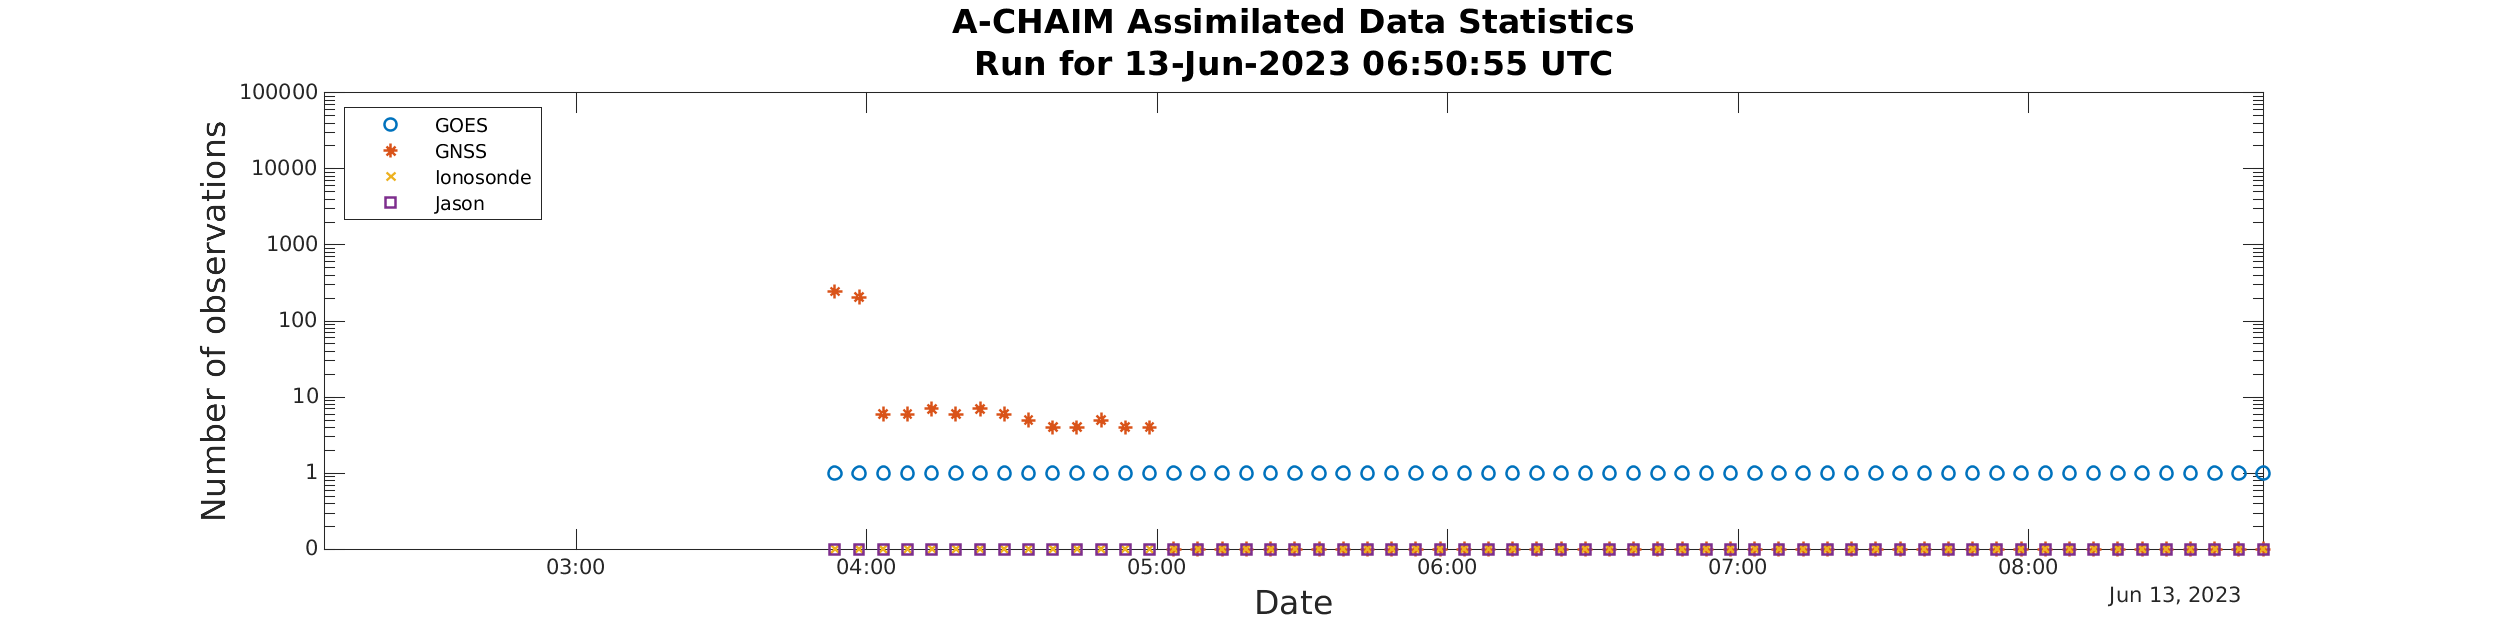 A-CHAIM Assimilated Data Statistics
Run for 13-Jun-2023 06:50:55 UTC
Number of observations
100000
10000
1000
100
10
1
0
GOES
GNSS
Ionosonde
Jason
03:00 04:00 05:00 06:00 07:00 08:00
Date
Jun 13, 2023